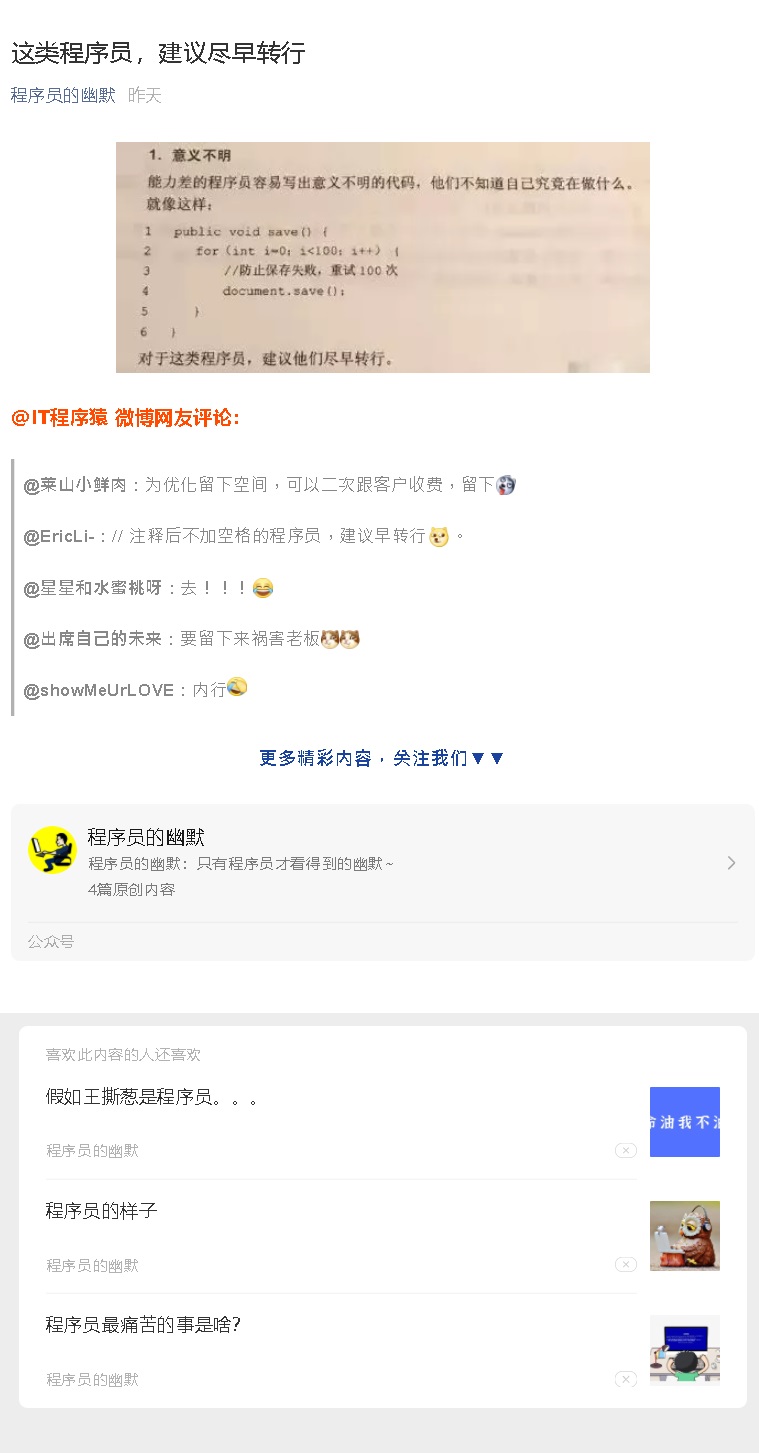 这类程序员，建议尽早转行
程序员的幽默 昨天
1. 意义不明
能力差的程序员容易写出意义不明的代码，他们不知道自己究竟在做什么。
就像这样：
1 public void save() {
2 for (int i=0; i<100; i++) {
3 //防止保存失败，重试 100 次
4 document.save();
5 }
6 }
对于这类程序员，建议他们尽早转行。
@IT程序猿 微博网友评论：
@莱山小鲜肉：为优化留下空间，可以二次跟客户收费，留下
@EricLi-：// 注释后不加空格的程序员，建议早转行。
@星星和水蜜桃呀：去！！！
@出席自己的未来：要留下来祸害老板
@showMeUrLOVE：内行
更多精彩内容，关注我们▼▼
程序员的幽默
程序员的幽默：只有程序员才看得到的幽默~
4篇原创内容
公众号
喜欢此内容的人还喜欢
假如王撕葱是程序员。。。
程序员的幽默
油我不
程序员的样子
程序员的幽默
程序员最痛苦的事是啥？
程序员的幽默